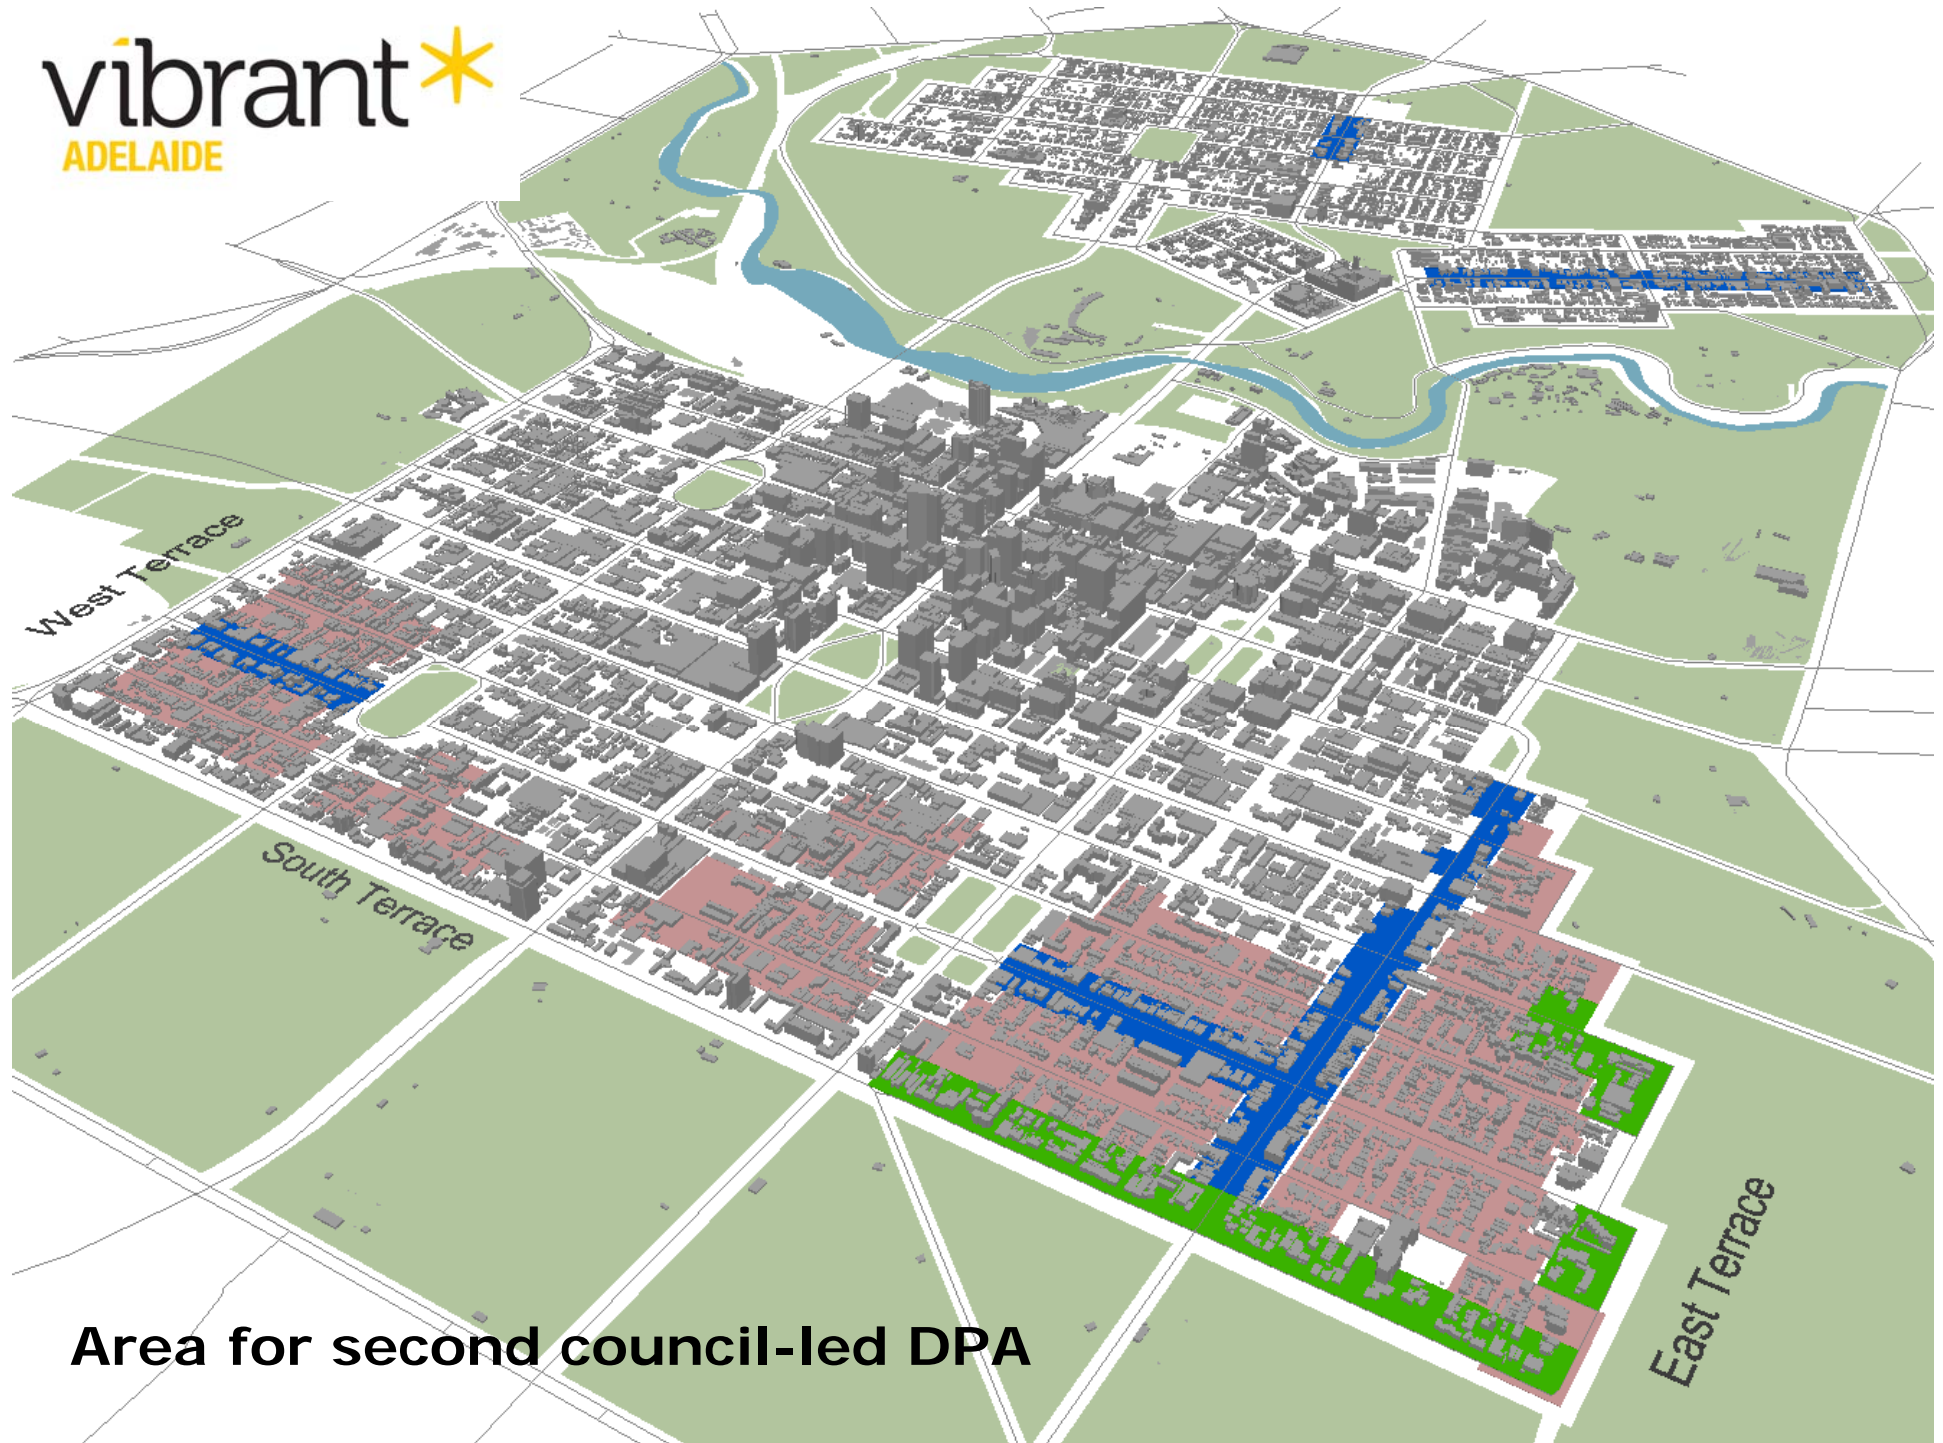 vibrant
ADELAIDE
West Terrace
South Terrace
East Terrace
Area for second council-led DPA